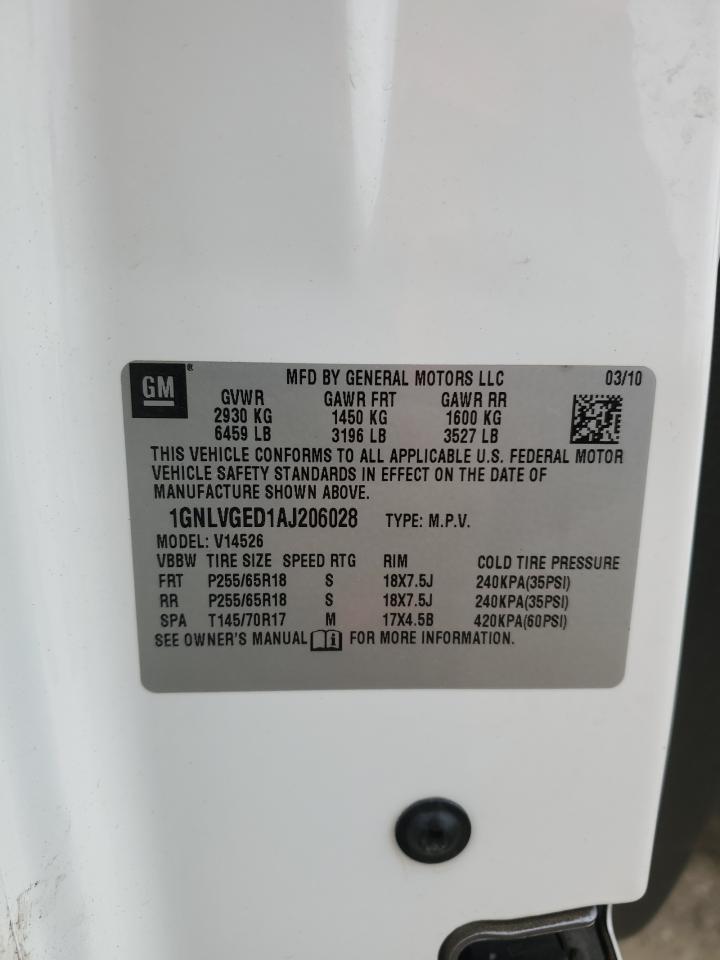 GM®
MFD BY GENERAL MOTORS LLC 03/10
GVWR GAWR FRT GAWR RR
2930 KG 1450 KG 1600 KG
6459 LB 3196 LB 3527 LB
THIS VEHICLE CONFORMS TO ALL APPLICABLE U.S. FEDERAL MOTOR
VEHICLE SAFETY STANDARDS IN EFFECT ON THE DATE OF
MANUFACTURE SHOWN ABOVE.
1GNLVGED1AJ206028 TYPE: M.P.V.
MODEL: V14526
VBBW TIRE SIZE SPEED RTG RIM COLD TIRE PRESSURE
FRT P255/65R18 S 18X7.5J 240KPA(35PSI)
RR P255/65R18 S 18X7.5J 240KPA(35PSI)
SPA T145/70R17 M 17X4.5B 420KPA(60PSI)
SEE OWNER'S MANUAL FOR MORE INFORMATION.